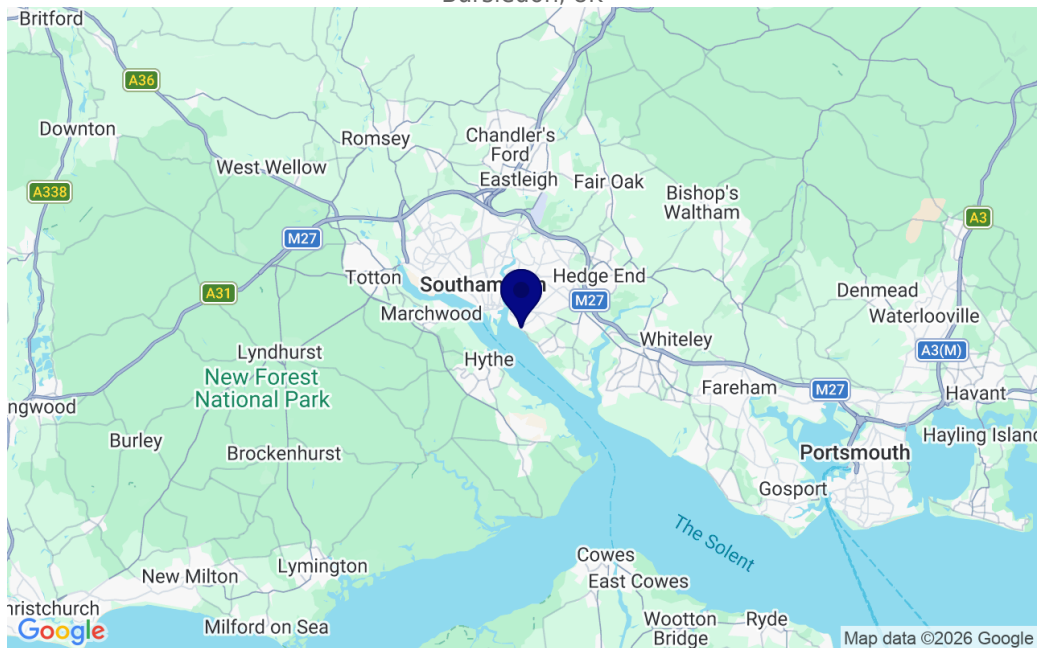 Britford
A36
Downton
Romsey
Chandler's
Ford
West Wellow
Eastleigh
Fair Oak
Bishop's
Waltham
A338
A3
M27
Totton
Southam
n
Hedge End
A31
M27
Denmead
Marchwood
Waterlooville
Whiteley
Lyndhurst
Hythe
A3(M)
New Forest
National Park
Fareham
M27
Havant
ngwood
Burley
Brockenhurst
Hayling Island
Portsmouth
Gosport
The Solent
Cowes
Lymington
New Milton
East Cowes
hristchurch
Milford on Sea
Wootton
Bridge
Ryde
Google
Map data ©2026 Google